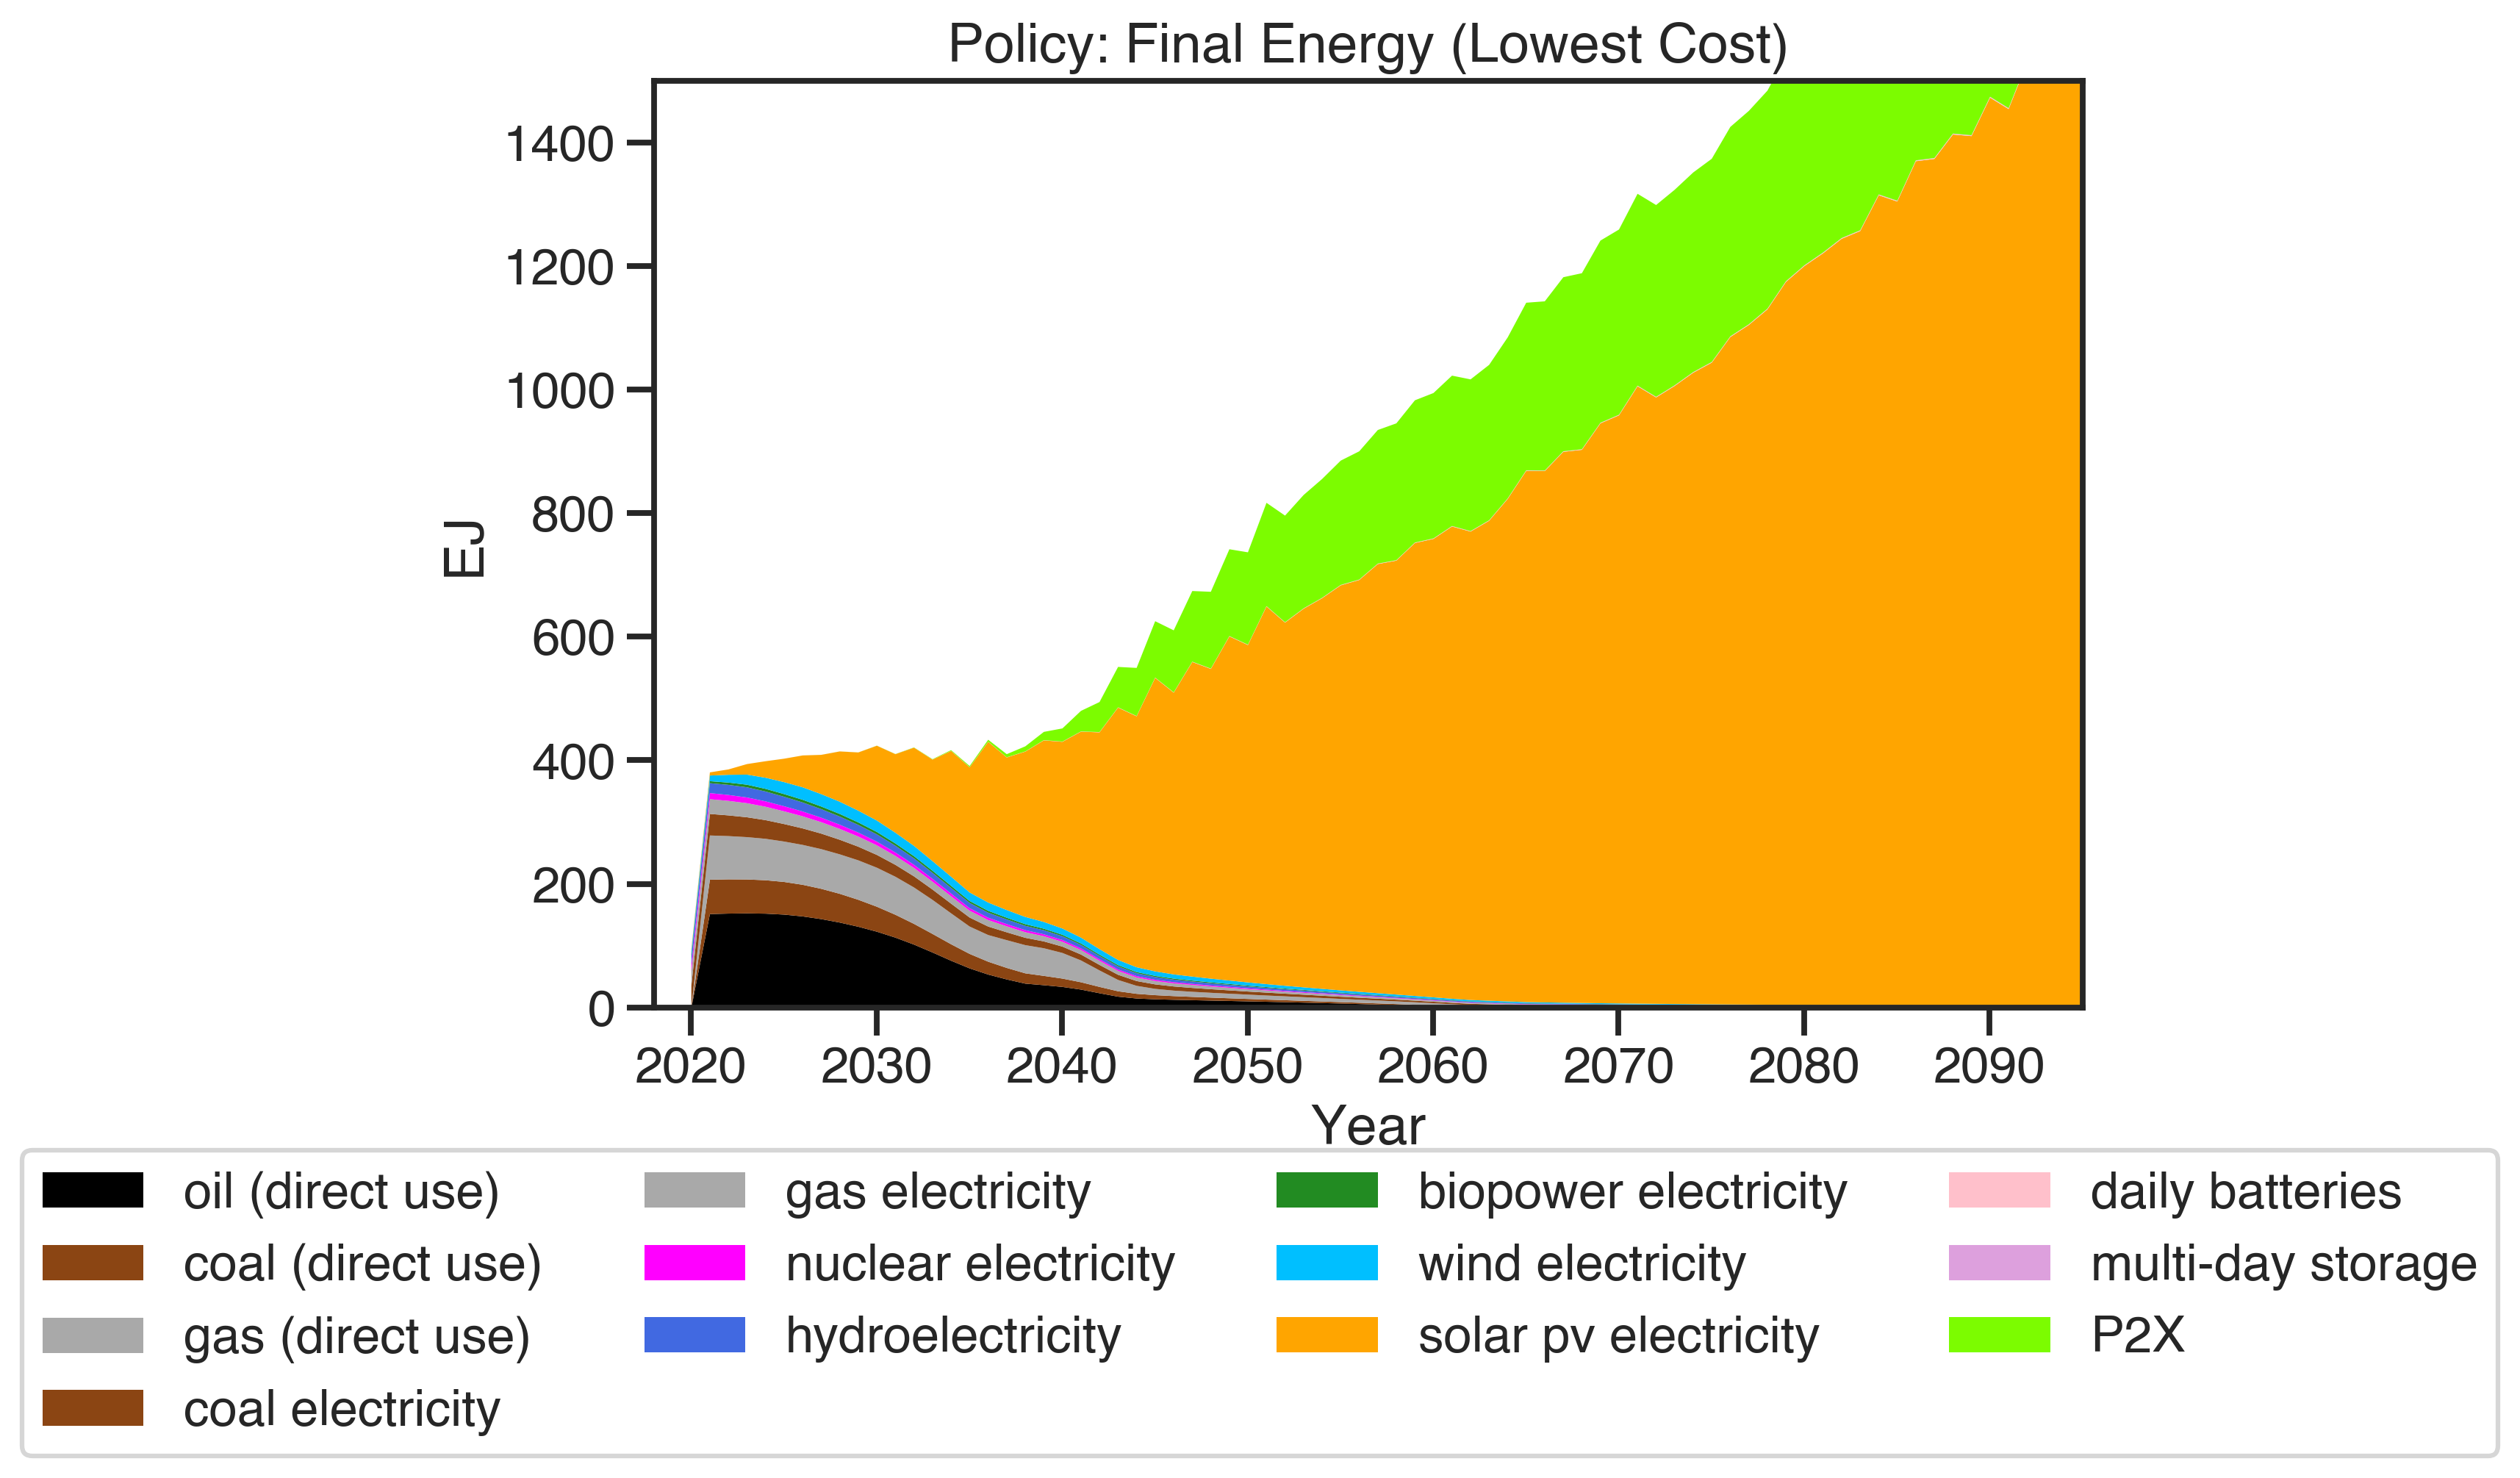 Policy: Final Energy (Lowest Cost)
1400
1200
1000
800
600
400
200
0
EJ
2020 2030 2040 2050 2060 2070 2080 2090
Year
oil (direct use)
coal (direct use)
gas (direct use)
coal electricity
gas electricity
nuclear electricity
hydroelectricity
biopower electricity
wind electricity
solar pv electricity
daily batteries
multi-day storage
P2X